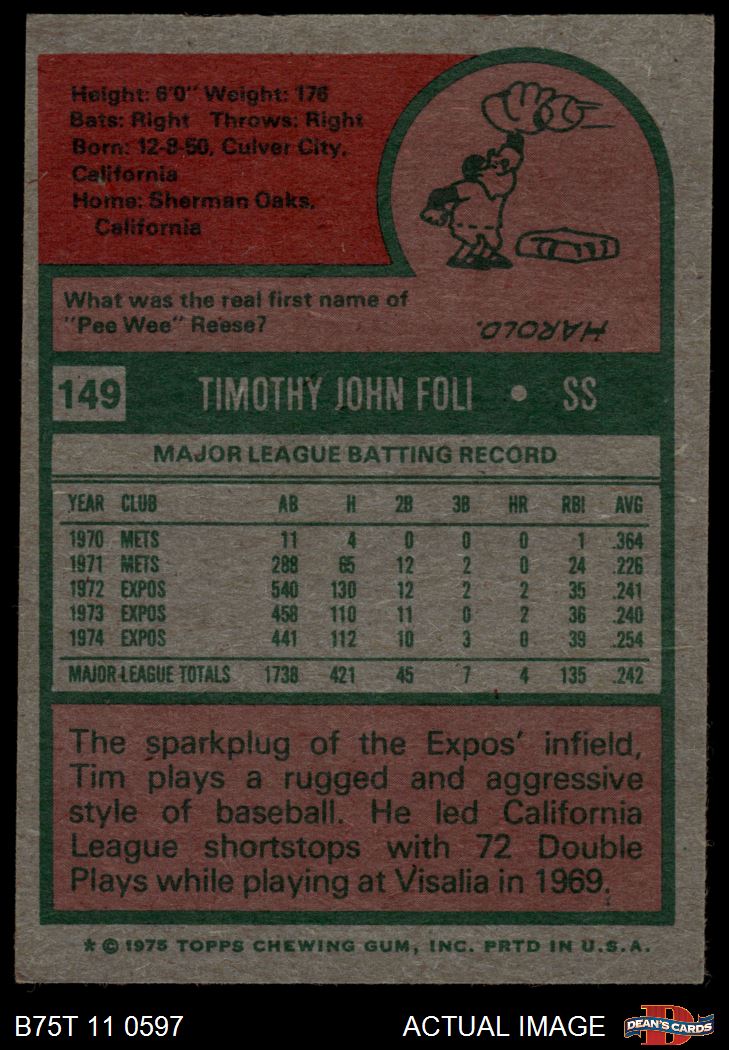 Height: 6'0" Weight: 176
Bats: Right Throws: Right
Born: 12-8-50, Culver City,
California
Home: Sherman Oaks,
California
What was the real first name of
"Pee Wee" Reese?
HAROLD.
149 TIMOTHY JOHN FOLI • SS
MAJOR LEAGUE BATTING RECORD
YEAR CLUB AB H 2B 3B HR RBI AVG
1970 METS 11 4 0 0 0 1 .364
1971 METS 288 65 12 2 0 24 .226
1972 EXPOS 540 130 12 2 2 35 .241
1973 EXPOS 458 110 11 0 2 36 .240
1974 EXPOS 441 112 10 3 0 39 .254
MAJOR LEAGUE TOTALS 1738 421 45 7 4 135 .242
The sparkplug of the Expos' infield,
Tim plays a rugged and aggressive
style of baseball. He led California
League shortstops with 72 Double
Plays while playing at Visalia in 1969.
* © 1975 TOPPS CHEWING GUM, INC. PRTD IN U.S.A.
B75T 11 0597 ACTUAL IMAGE DEAN'S CARDS